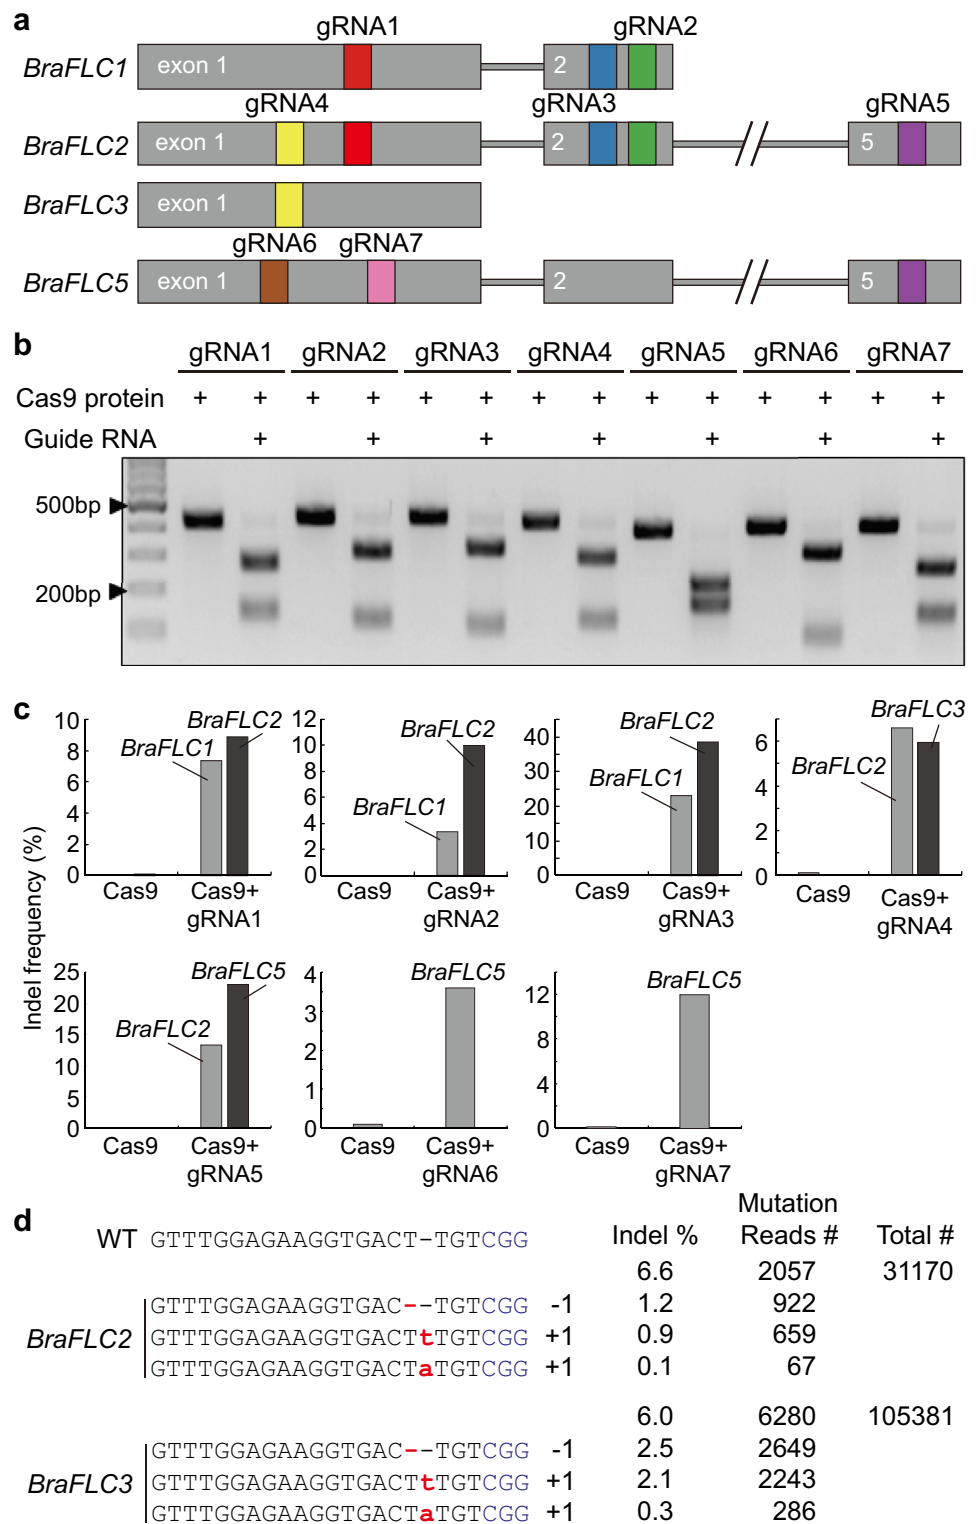 a
gRNA1
gRNA2
BraFLC1
exon 1
2
gRNA4
gRNA3
gRNA5
BraFLC2
exon 1
2
5
BraFLC3
exon 1
gRNA6
gRNA7
BraFLC5
exon 1
2
5
b
gRNA1 gRNA2 gRNA3 gRNA4 gRNA5 gRNA6 gRNA7
Cas9 protein + + + + + + + + + + + + + +
Guide RNA + + + + + + +
500bp
200bp
c
Indel frequency (%)
10
8
6
4
2
0
BraFLC1
BraFLC2
Cas9
Cas9+
gRNA1
12
10
8
6
4
2
0
BraFLC2
BraFLC1
Cas9
Cas9+
gRNA2
40
30
20
10
0
BraFLC2
BraFLC1
Cas9
Cas9+
gRNA3
6
4
2
0
BraFLC3
BraFLC2
Cas9
Cas9+
gRNA4
25
20
15
10
5
0
BraFLC5
BraFLC2
Cas9
Cas9+
gRNA5
4
3
2
1
0
BraFLC5
Cas9
Cas9+
gRNA6
12
8
4
0
BraFLC5
Cas9
Cas9+
gRNA7
d
Indel % Mutation Reads # Total #
WT GTTTGGAGAAGGTGACT-TGTCGG
6.6 2057 31170
BraFLC2
GTTTGGAGAAGGTGAC--TGTCGG -1 1.2 922
GTTTGGAGAAGGTGACTtTGTCGG +1 0.9 659
GTTTGGAGAAGGTGACTaTGTCGG +1 0.1 67
6.0 6280 105381
BraFLC3
GTTTGGAGAAGGTGAC--TGTCGG -1 2.5 2649
GTTTGGAGAAGGTGACTtTGTCGG +1 2.1 2243
GTTTGGAGAAGGTGACTaTGTCGG +1 0.3 286